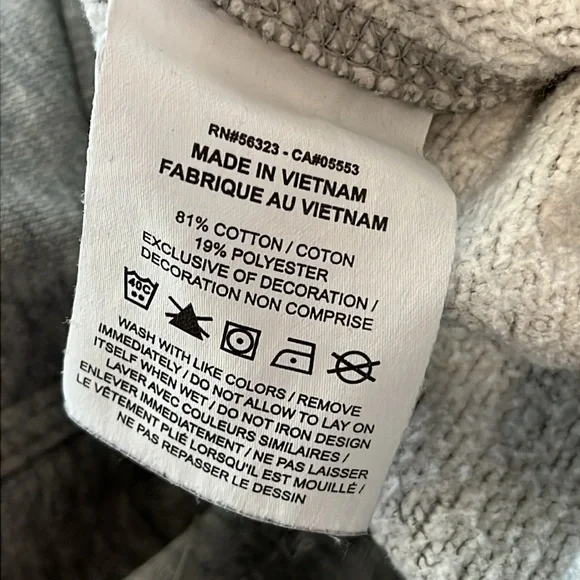 RN#56323 - CA#05553
MADE IN VIETNAM
FABRIQUE AU VIETNAM
81% COTTON / COTON
19% POLYESTER
EXCLUSIVE OF DECORATION /
DECORATION NON COMPRISE
40C
WASH WITH LIKE COLORS / REMOVE
IMMEDIATELY / DO NOT ALLOW TO LAY ON
ITSELF WHEN WET / DO NOT IRON DESIGN
LAVER AVEC COULEURS SIMILAIRES /
ENLEVER IMMEDIATEMENT / NE PAS LAISSER
LE VÊTEMENT PLIÉ LORSQU'IL EST MOUILLÉ /
NE PAS REPASSER LE DESSIN